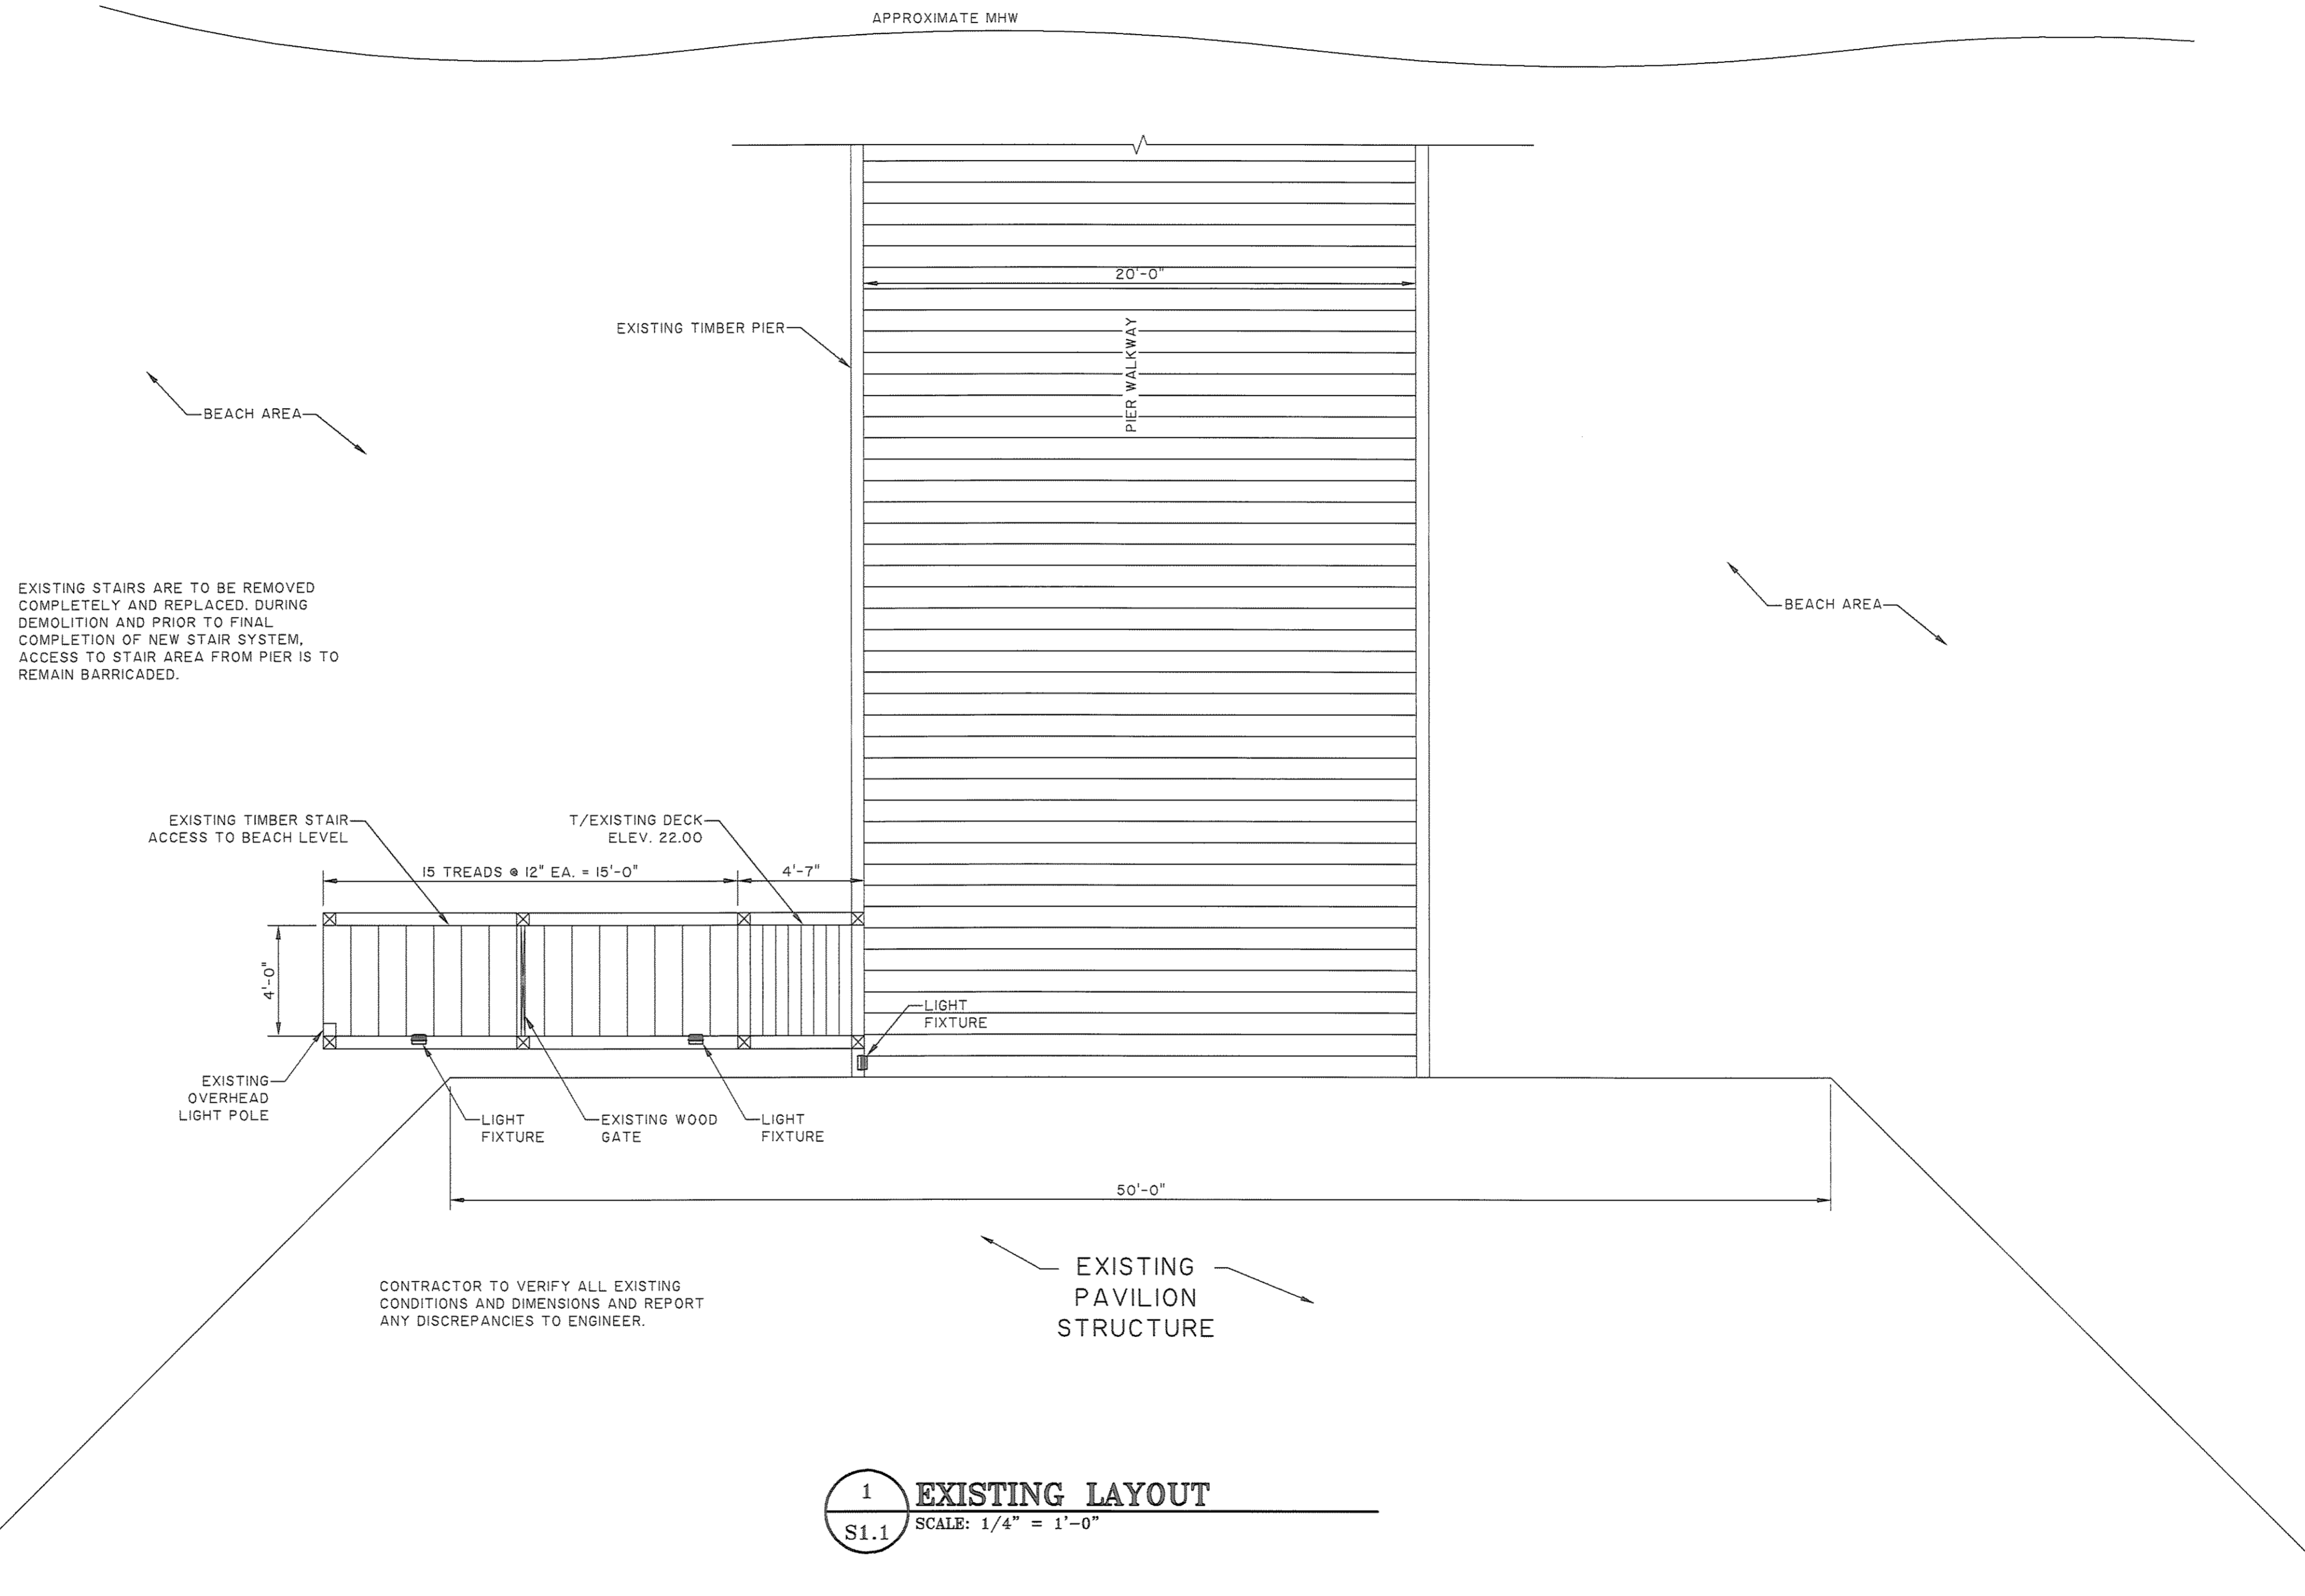 APPROXIMATE MHW
20'-0"
PIER WALKWAY
EXISTING TIMBER PIER
BEACH AREA
EXISTING STAIRS ARE TO BE REMOVED
COMPLETELY AND REPLACED. DURING
DEMOLITION AND PRIOR TO FINAL
COMPLETION OF NEW STAIR SYSTEM,
ACCESS TO STAIR AREA FROM PIER IS TO
REMAIN BARRICADED.
BEACH AREA
EXISTING TIMBER STAIR
ACCESS TO BEACH LEVEL
T/EXISTING DECK
ELEV. 22.00
15 TREADS @ 12" EA. = 15'-0"
4'-7"
4'-0"
LIGHT
FIXTURE
EXISTING
OVERHEAD
LIGHT POLE
LIGHT
FIXTURE
EXISTING WOOD
GATE
LIGHT
FIXTURE
50'-0"
CONTRACTOR TO VERIFY ALL EXISTING
CONDITIONS AND DIMENSIONS AND REPORT
ANY DISCREPANCIES TO ENGINEER.
EXISTING
PAVILION
STRUCTURE
1
S1.1
EXISTING LAYOUT
SCALE: 1/4" = 1'-0"